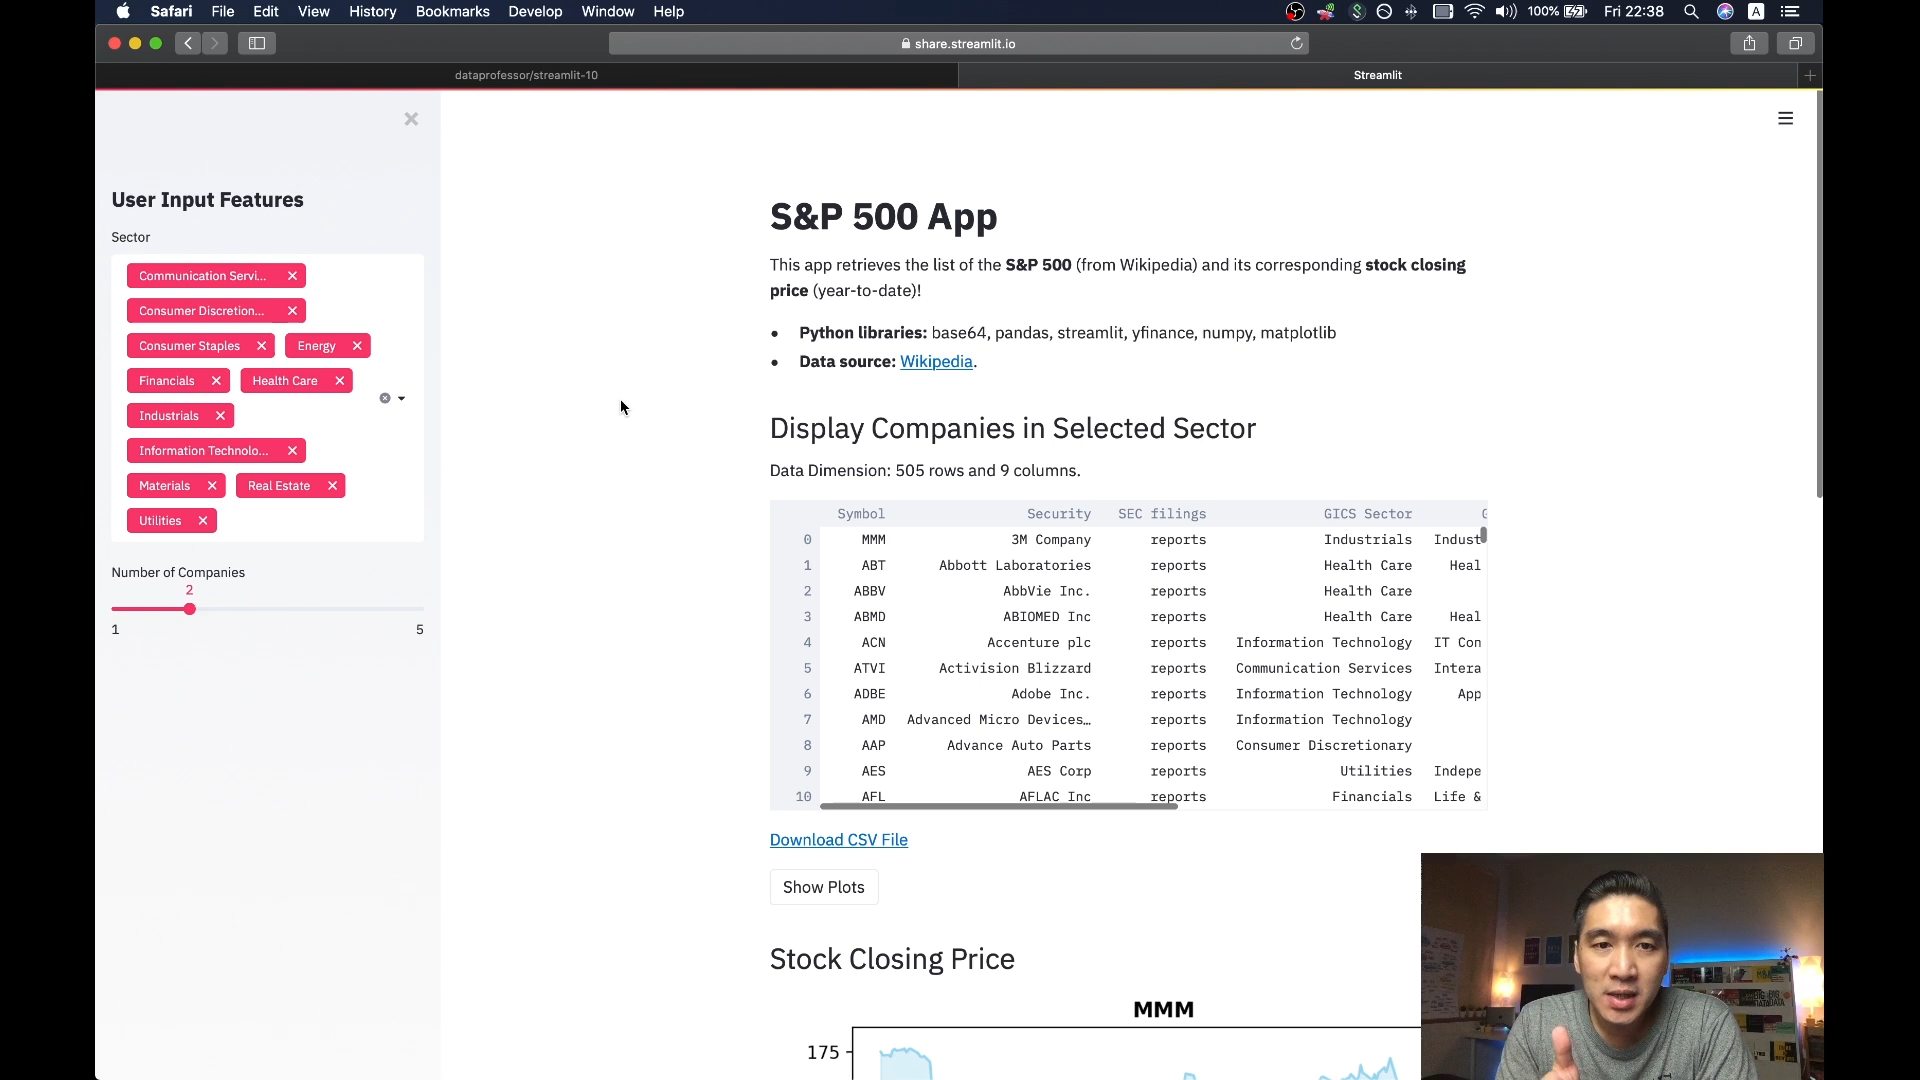 Safari File Edit View History Bookmarks Develop Window Help 100% Fri 22:38 A
share.streamlit.io
dataprofessor/streamlit-10 Streamlit
User Input Features
Sector
Communication Servi...
Consumer Discretion...
Consumer Staples Energy
Financials Health Care
Industrials
Information Technolo...
Materials Real Estate
Utilities
Number of Companies
2
1 5
S&P 500 App
This app retrieves the list of the S&P 500 (from Wikipedia) and its corresponding stock closing
price (year-to-date)!
• Python libraries: base64, pandas, streamlit, yfinance, numpy, matplotlib
• Data source: Wikipedia.
Display Companies in Selected Sector
Data Dimension: 505 rows and 9 columns.
Symbol Security SEC filings GICS Sector
0 MMM 3M Company reports Industrials Indust
1 ABT Abbott Laboratories reports Health Care Heal
2 ABBV AbbVie Inc. reports Health Care
3 ABMD ABIOMED Inc reports Health Care Heal
4 ACN Accenture plc reports Information Technology IT Con
5 ATVI Activision Blizzard reports Communication Services Intera
6 ADBE Adobe Inc. reports Information Technology App
7 AMD Advanced Micro Devices… reports Information Technology
8 AAP Advance Auto Parts reports Consumer Discretionary
9 AES AES Corp reports Utilities Indepe
10 AFL AFLAC Inc reports Financials Life &
Download CSV File
Show Plots
Stock Closing Price
MMM
175